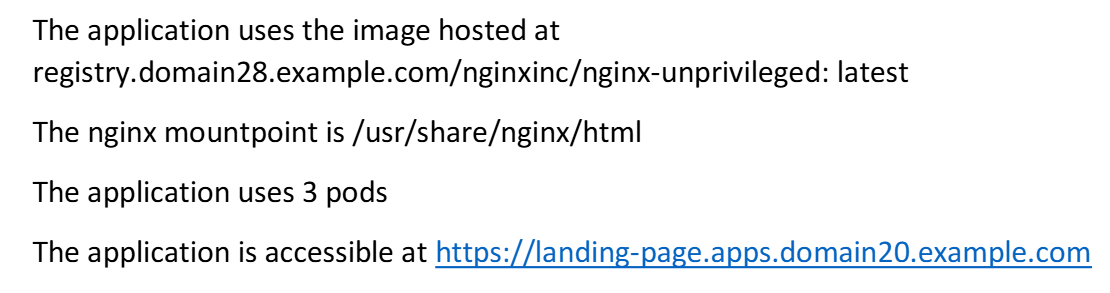 The application uses the image hosted at
registry.domain28.example.com/nginxinc/nginx-unprivileged: latest
The nginx mountpoint is /usr/share/nginx/html
The application uses 3 pods
The application is accessible at https://landing-page.apps.domain20.example.com